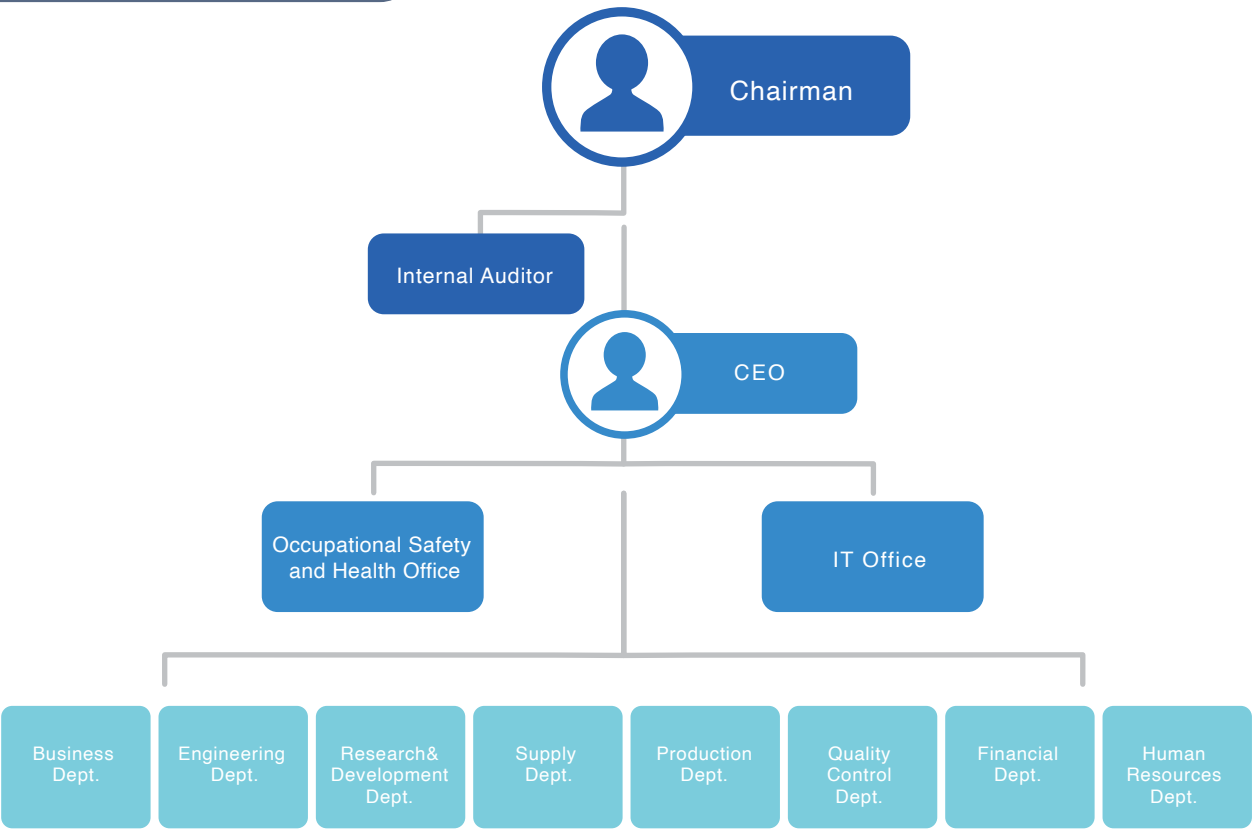 Chairman
Internal Auditor
CEO
Occupational Safety
and Health Office
IT Office
Business
Dept.
Engineering
Dept.
Research&
Development
Dept.
Supply
Dept.
Production
Dept.
Quality
Control
Dept.
Financial
Dept.
Human
Resources
Dept.